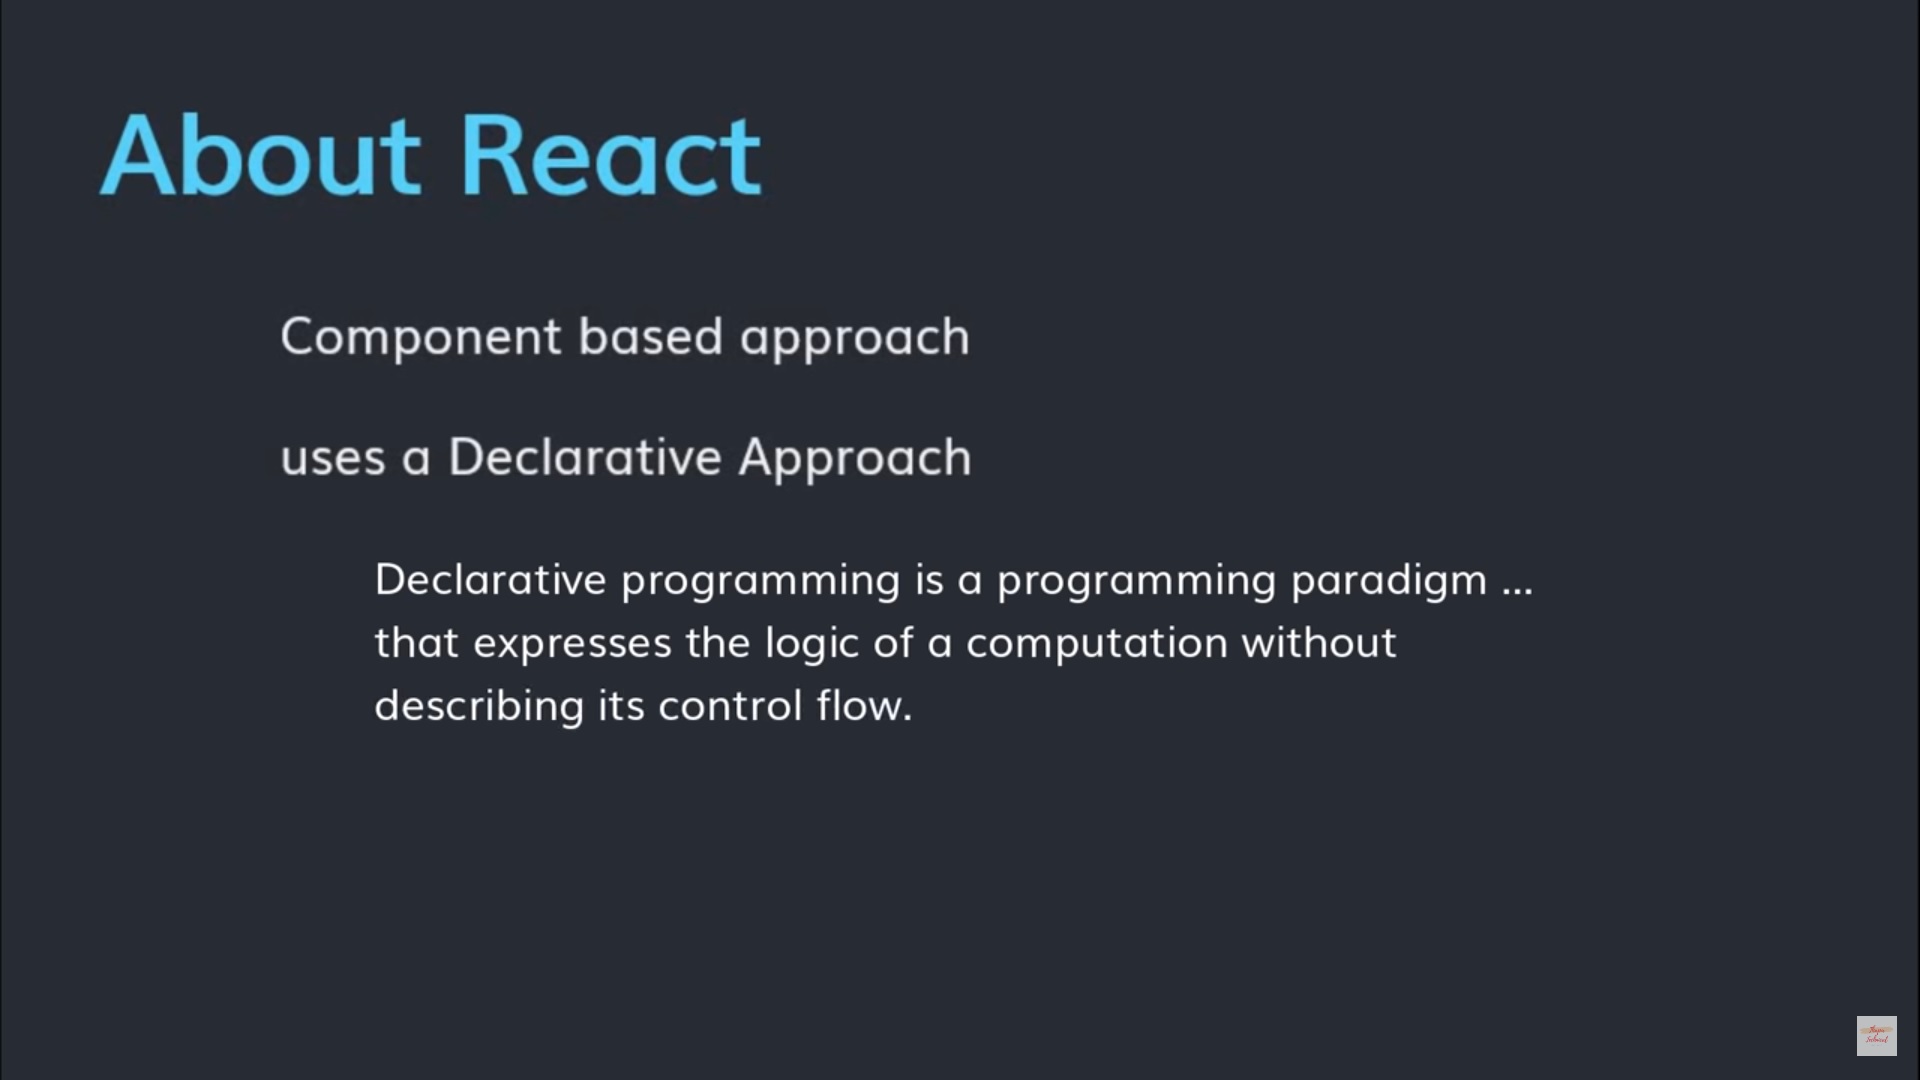 About React
Component based approach
uses a Declarative Approach
Declarative programming is a programming paradigm ...
that expresses the logic of a computation without
describing its control flow.